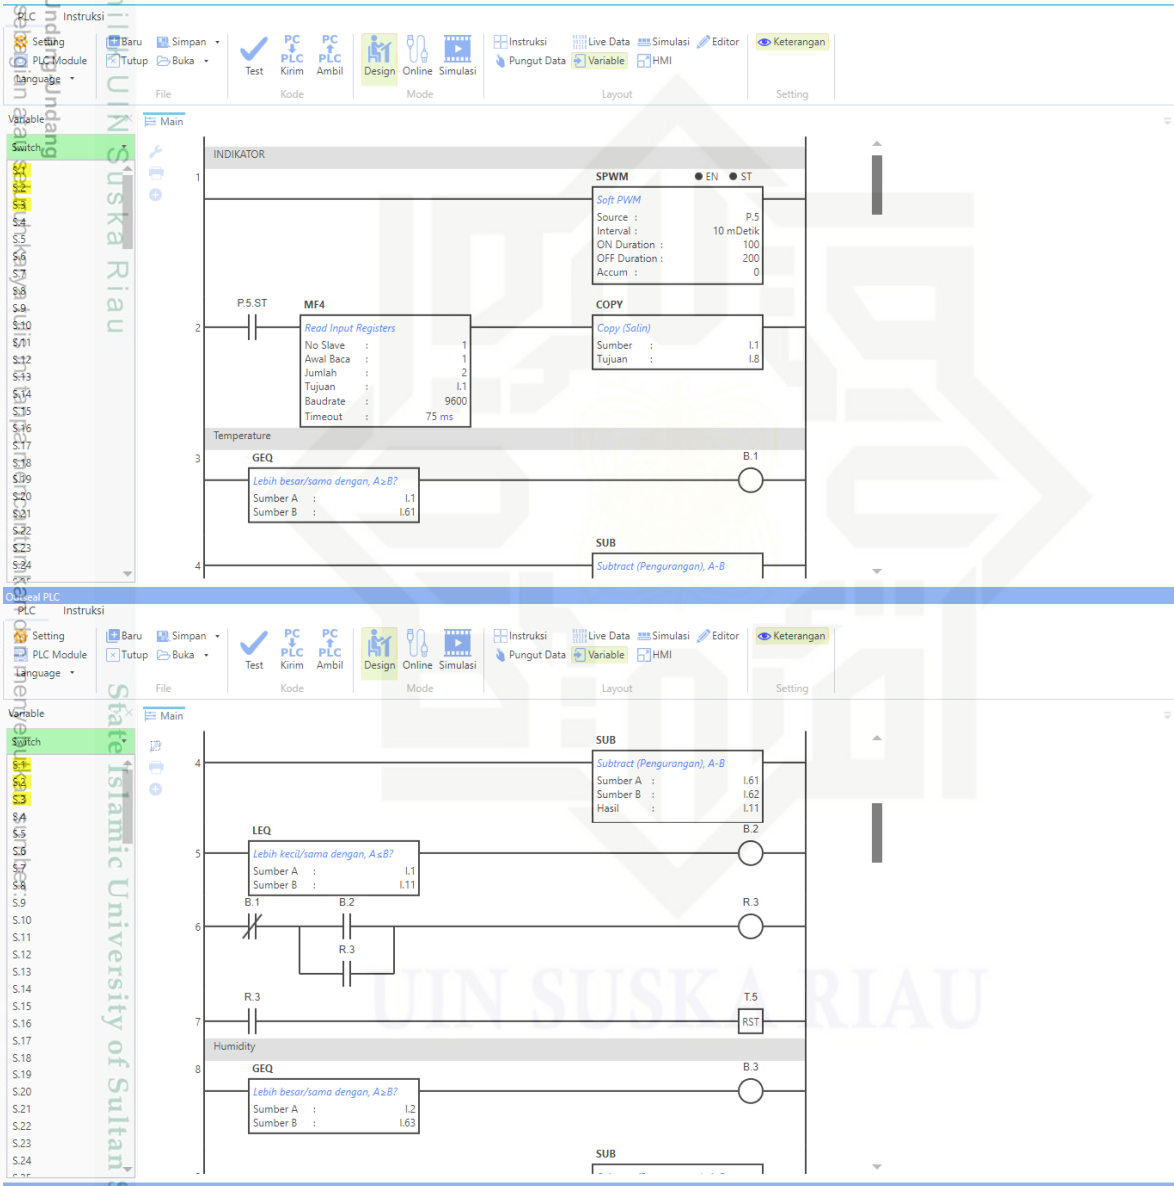 PLC Instruksi
Setting Baru Simpan Test PC PLC Kirim PC PLC Ambil Design Online Simulasi Instruksi Live Data Simulasi Editor Keterangan
PLC Module Tutup Buka Pungut Data Variable HMI
Language
File Kode Mode Layout Setting
Variable Main
Switch
S.1
S.2
S.3
S.4
S.5
S.6
S.7
S.8
S.9
S.10
S.11
S.12
S.13
S.14
S.15
S.16
S.17
S.18
S.19
S.20
S.21
S.22
S.23
S.24
INDIKATOR
1
SPWM EN ST
Soft PWM
Source : P.5
Interval : 10 mDetik
ON Duration : 100
OFF Duration : 200
Accum : 0
2
P.5.ST
MF4
Read Input Registers
No Slave : 1
Awal Baca : 1
Jumlah : 2
Tujuan : I.1
Baudrate : 9600
Timeout : 75 ms
COPY
Copy (Salin)
Sumber : I.1
Tujuan : I.8
Temperature
3
GEQ
Lebih besar/sama dengan, A≥B?
Sumber A : I.1
Sumber B : I.61
B.1
4
SUB
Subtract (Pengurangan), A-B
Outseal PLC
PLC Instruksi
Setting Baru Simpan Test PC PLC Kirim PC PLC Ambil Design Online Simulasi Instruksi Live Data Simulasi Editor Keterangan
PLC Module Tutup Buka Pungut Data Variable HMI
Language
File Kode Mode Layout Setting
Variable Main
Switch
S.1
S.2
S.3
S.4
S.5
S.6
S.7
S.8
S.9
S.10
S.11
S.12
S.13
S.14
S.15
S.16
S.17
S.18
S.19
S.20
S.21
S.22
S.23
S.24
4
SUB
Subtract (Pengurangan), A-B
Sumber A : I.61
Sumber B : I.62
Hasil : I.11
5
LEQ
Lebih kecil/sama dengan, A≤B?
Sumber A : I.1
Sumber B : I.11
B.2
6
B.1 B.2 R.3
R.3
7
R.3 T.5
RST
Humidity
8
GEQ
Lebih besar/sama dengan, A≥B?
Sumber A : I.2
Sumber B : I.63
B.3
SUB
UIN SUSKA RIAU
UIN Suska Riau
State Islamic University of Sultan
Undang-Undang